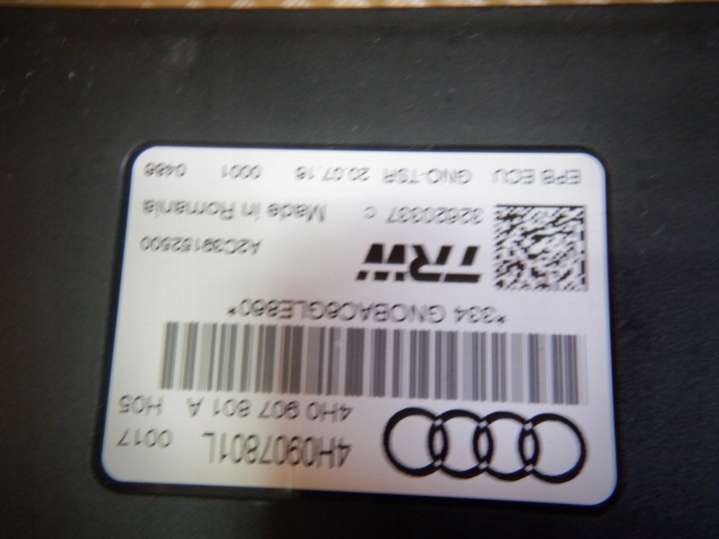 4H0907801L 0017
4H0 907 801 A H05
*334 GNOBAC6GLE860*
TRW A2C39152500
32620337 c Made in Romania
EPB ECU GNO-TSR 20.07.16 0001 0486